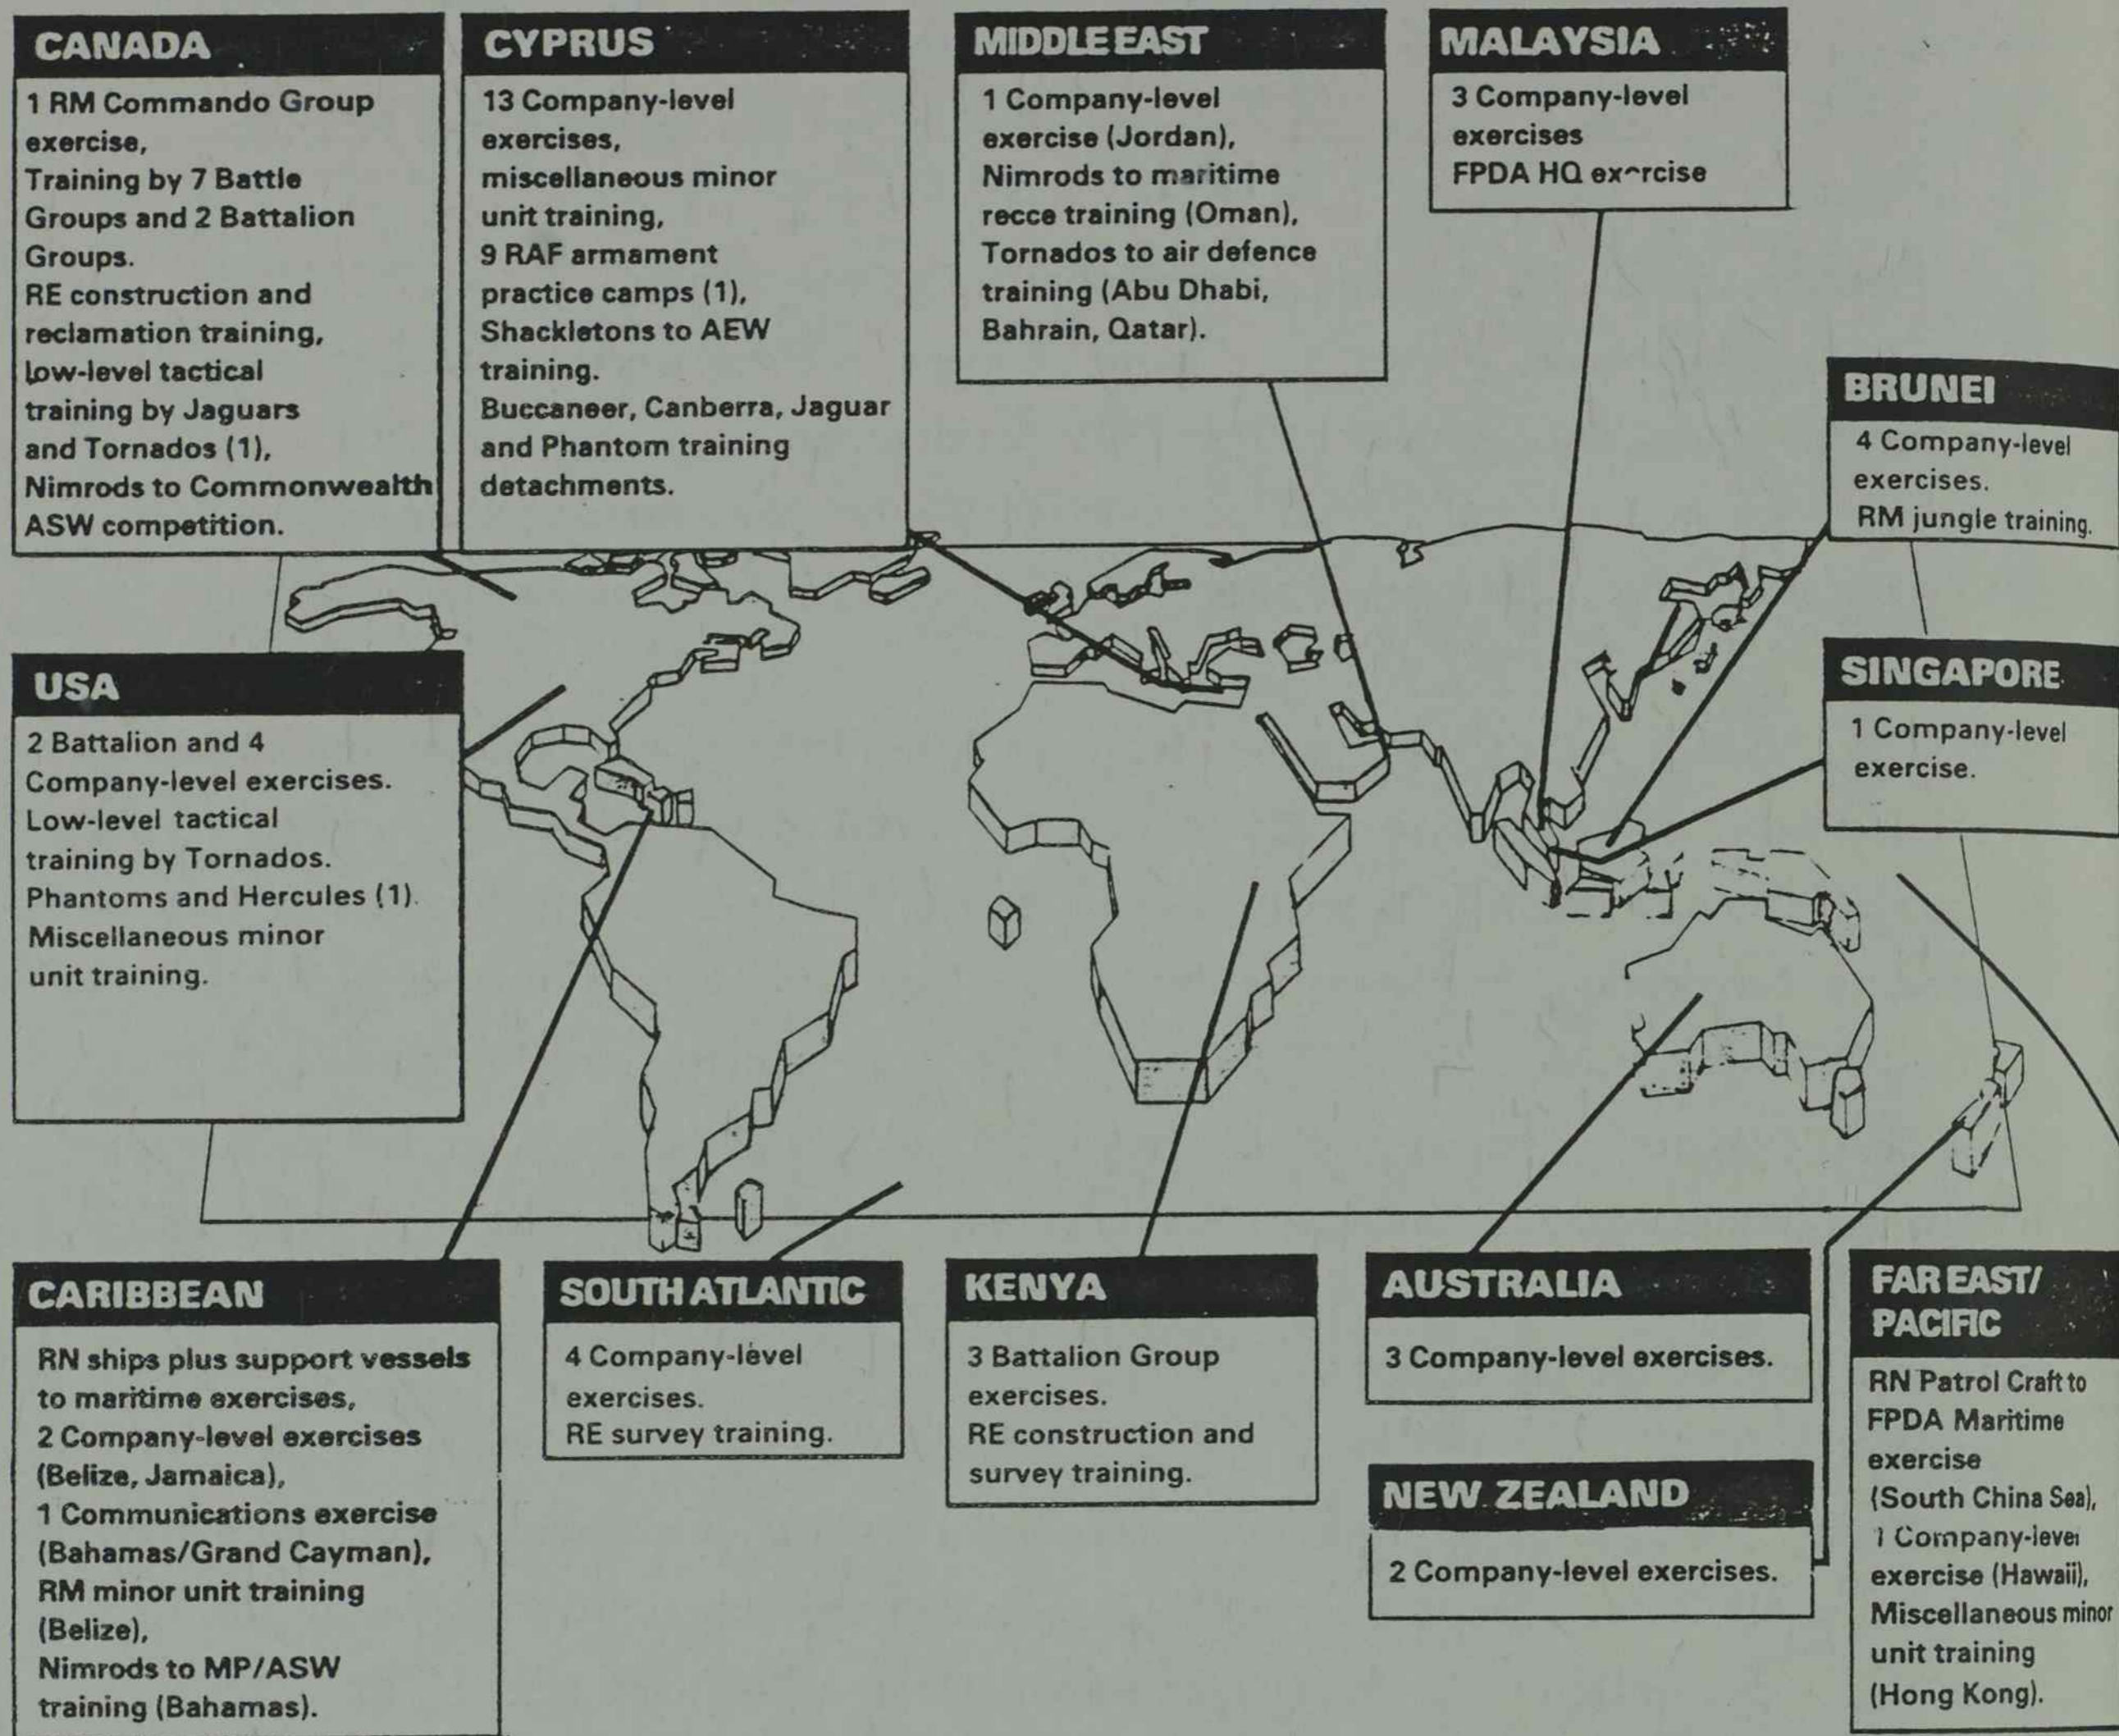 CANADA
1 RM Commando Group
exercise,
Training by 7 Battle
Groups and 2 Battalion
Groups.
RE construction and
reclamation training,
Low-level tactical
training by Jaguars
and Tornados (1),
Nimrods to Commonwealth
ASW competition.
CYPRUS
13 Company-level
exercises,
miscellaneous minor
unit training,
9 RAF armament
practice camps (1),
Shackletons to AEW
training.
Buccaneer, Canberra, Jaguar
and Phantom training
detachments.
MIDDLE EAST
1 Company-level
exercise (Jordan),
Nimrods to maritime
recce training (Oman),
Tornados to air defence
training (Abu Dhabi,
Bahrain, Qatar).
MALAYSIA
3 Company-level
exercises
FPDA HQ exercise
BRUNEI
4 Company-level
exercises.
RM jungle training.
USA
2 Battalion and 4
Company-level exercises.
Low-level tactical
training by Tornados.
Phantoms and Hercules (1).
Miscellaneous minor
unit training.
SINGAPORE
1 Company-level
exercise.
CARIBBEAN
RN ships plus support vessels
to maritime exercises,
2 Company-level exercises
(Belize, Jamaica),
1 Communications exercise
(Bahamas/Grand Cayman),
RM minor unit training
(Belize),
Nimrods to MP/ASW
training (Bahamas).
SOUTH ATLANTIC
4 Company-level
exercises.
RE survey training.
KENYA
3 Battalion Group
exercises.
RE construction and
survey training.
AUSTRALIA
3 Company-level exercises.
NEW ZEALAND
2 Company-level exercises.
FAR EAST/
PACIFIC
RN Patrol Craft to
FPDA Maritime
exercise
(South China Sea),
1 Company-level
exercise (Hawaii),
Miscellaneous minor
unit training
(Hong Kong).